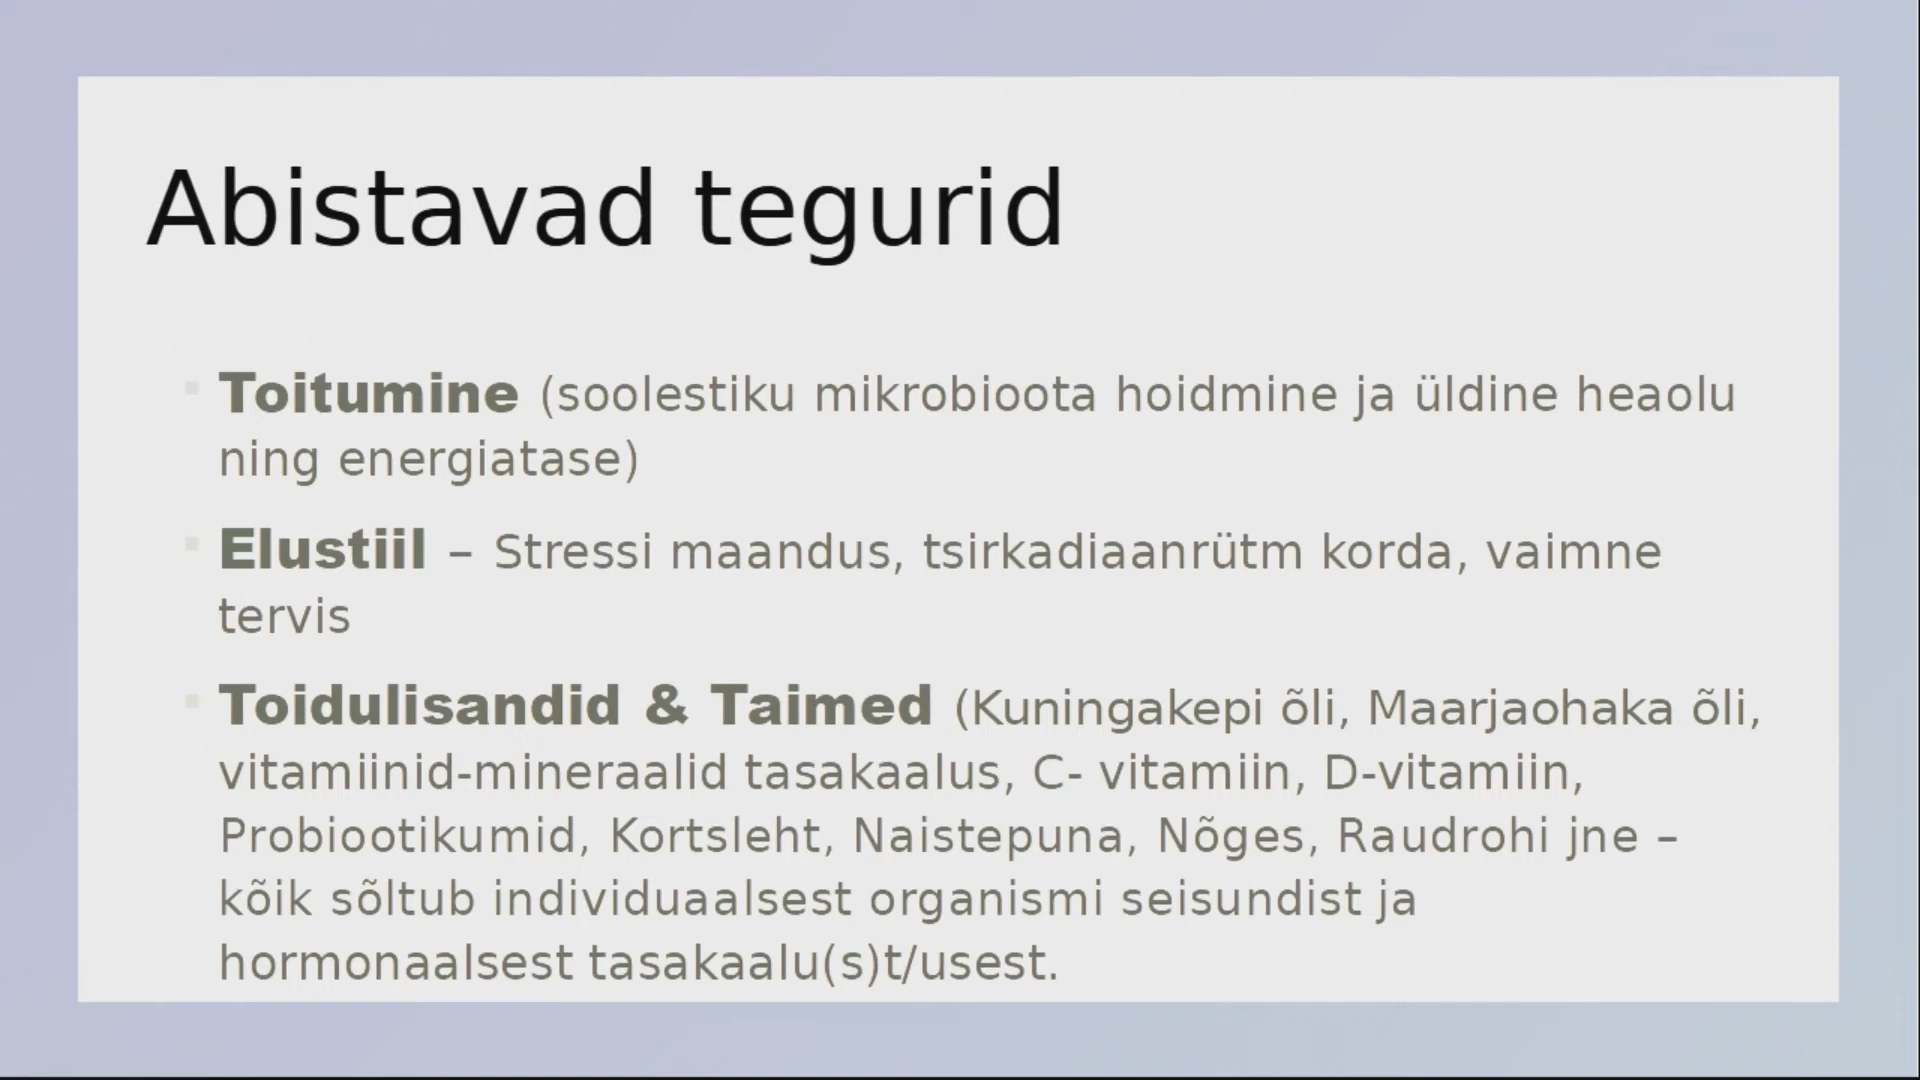 Abistavad tegurid
Toitumine (soolestiku mikrobioota hoidmine ja üldine heaolu
ning energiatase)
Elustiil – Stressi maandus, tsirkadiaanrütm korda, vaimne
tervis
Toidulisandid & Taimed (Kuningakepi õli, Maarjaohaka õli,
vitamiinid-mineraalid tasakaalus, C- vitamiin, D-vitamiin,
Probiootikumid, Kortsleht, Naistepuna, Nõges, Raudrohi jne –
kõik sõltub individuaalsest organismi seisundist ja
hormonaalsest tasakaalu(s)t/usest.